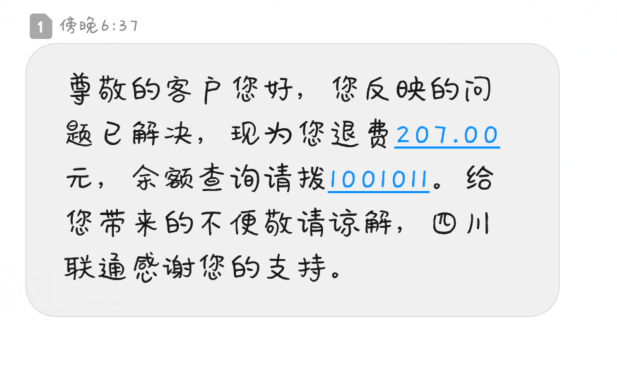 1 傍晚6:37
尊敬的客户您好，您反映的问
题已解决，现为您退费207.00
元，余额查询请拨1001011。给
您带来的不便敬请谅解，四川
联通感谢您的支持。